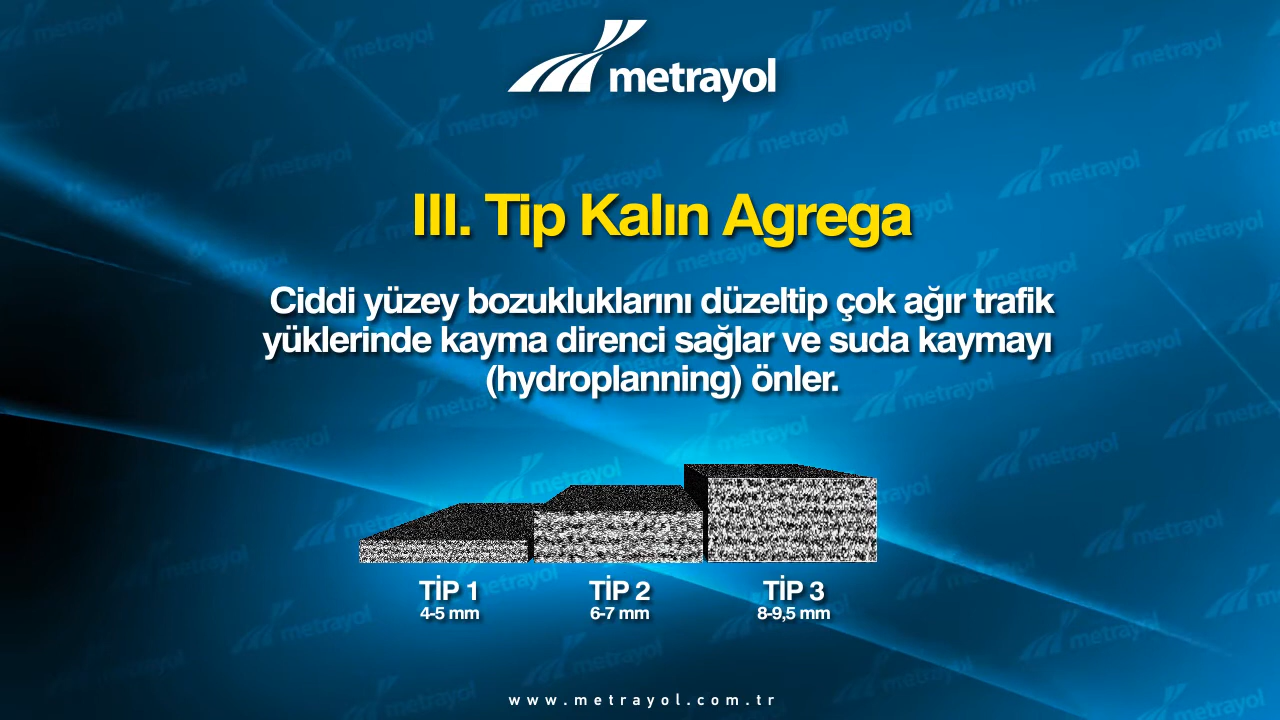 metrayol
III. Tip Kalın Agrega
Ciddi yüzey bozukluklarını düzeltip çok ağır trafik
yüklerinde kayma direnci sağlar ve suda kaymayı
(hydroplanning) önler.
TİP 1
4-5 mm
TİP 2
6-7 mm
TİP 3
8-9,5 mm
www.metrayol.com.tr